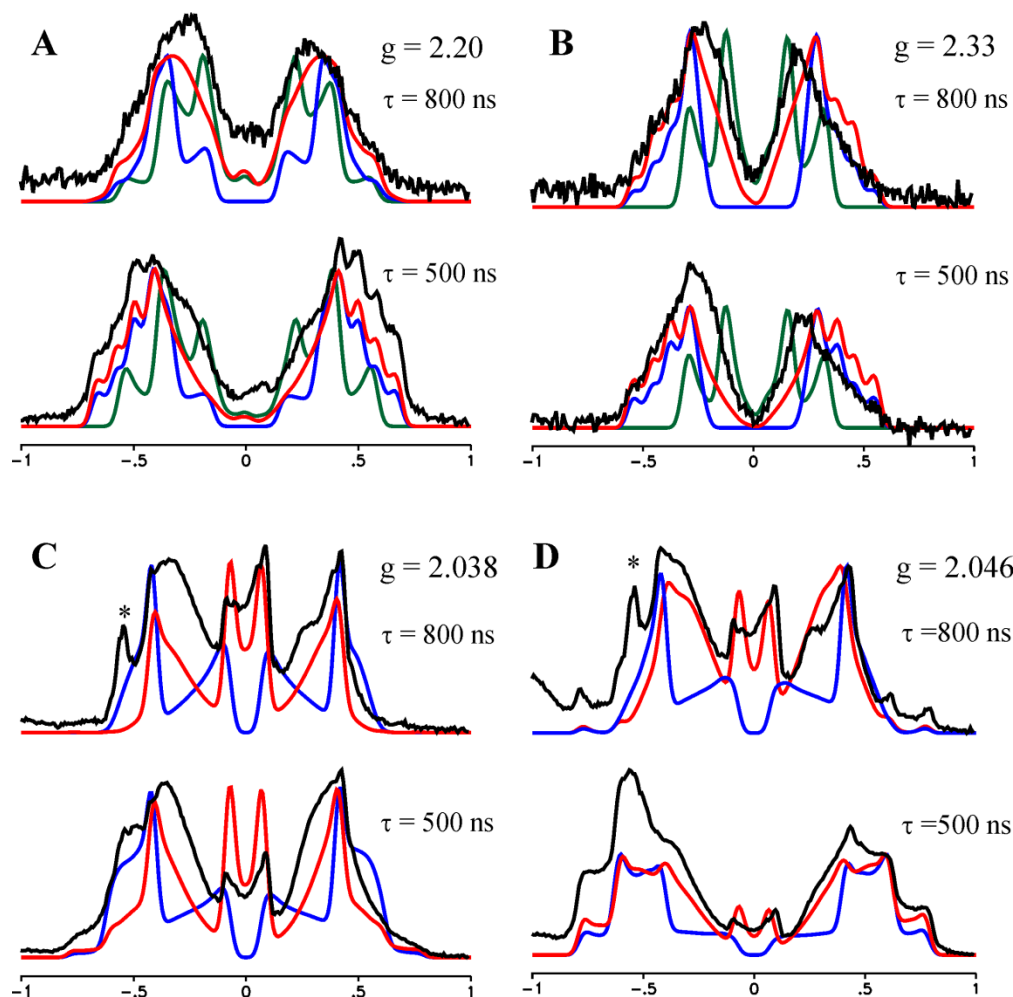 A
g = 2.20
τ = 800 ns
τ = 500 ns
-1 -.5 0 .5 1
B
g = 2.33
τ = 800 ns
τ = 500 ns
-1 -.5 0 .5 1
C
g = 2.038
*
τ = 800 ns
τ = 500 ns
-1 -.5 0 .5 1
D
g = 2.046
*
τ =800 ns
τ =500 ns
-1 -.5 0 .5 1